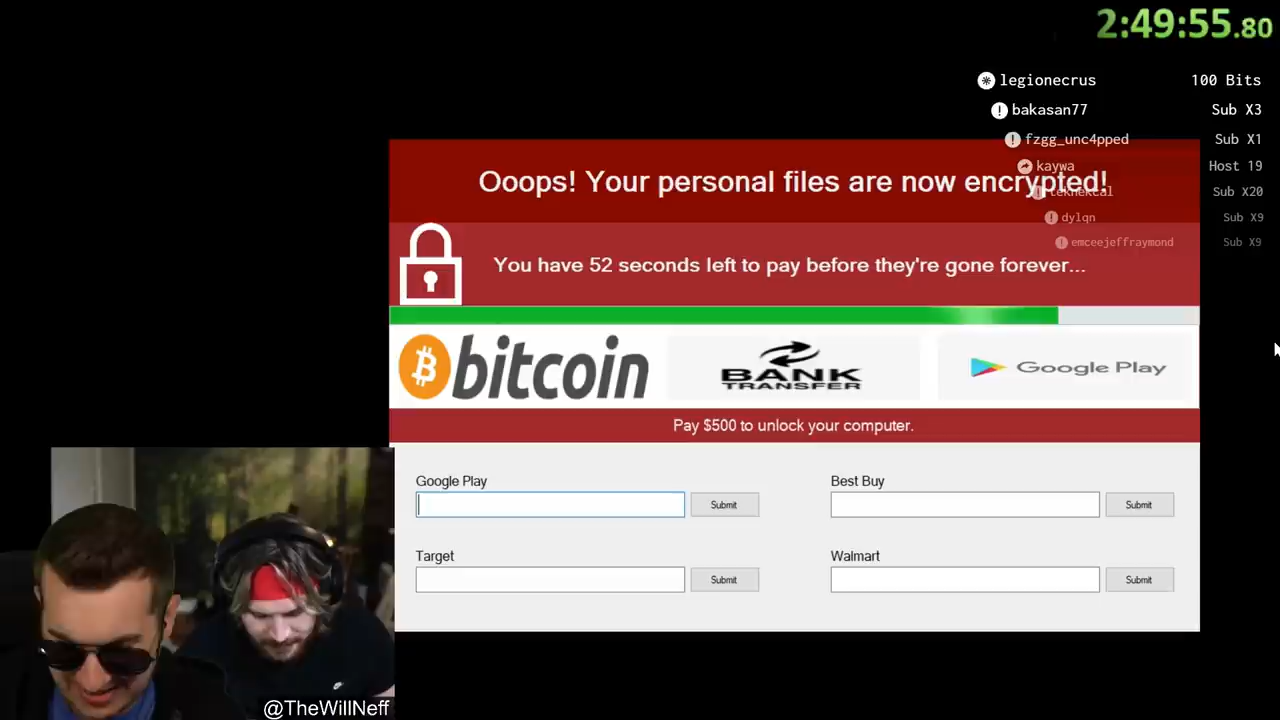 2:49:55.80
legionecrus 100 Bits
bakasan77 Sub X3
fzgg_unc4pped Sub X1
kaywa Host 19
Sub X20
dylqn Sub X9
emceejeffraymond Sub X9
Ooops! Your personal files are now encrypted!
You have 52 seconds left to pay before they're gone forever...
bitcoin
BANK TRANSFER
Google Play
Pay $500 to unlock your computer.
Google Play
Submit
Best Buy
Submit
Target
Submit
Walmart
Submit
@TheWillNeff